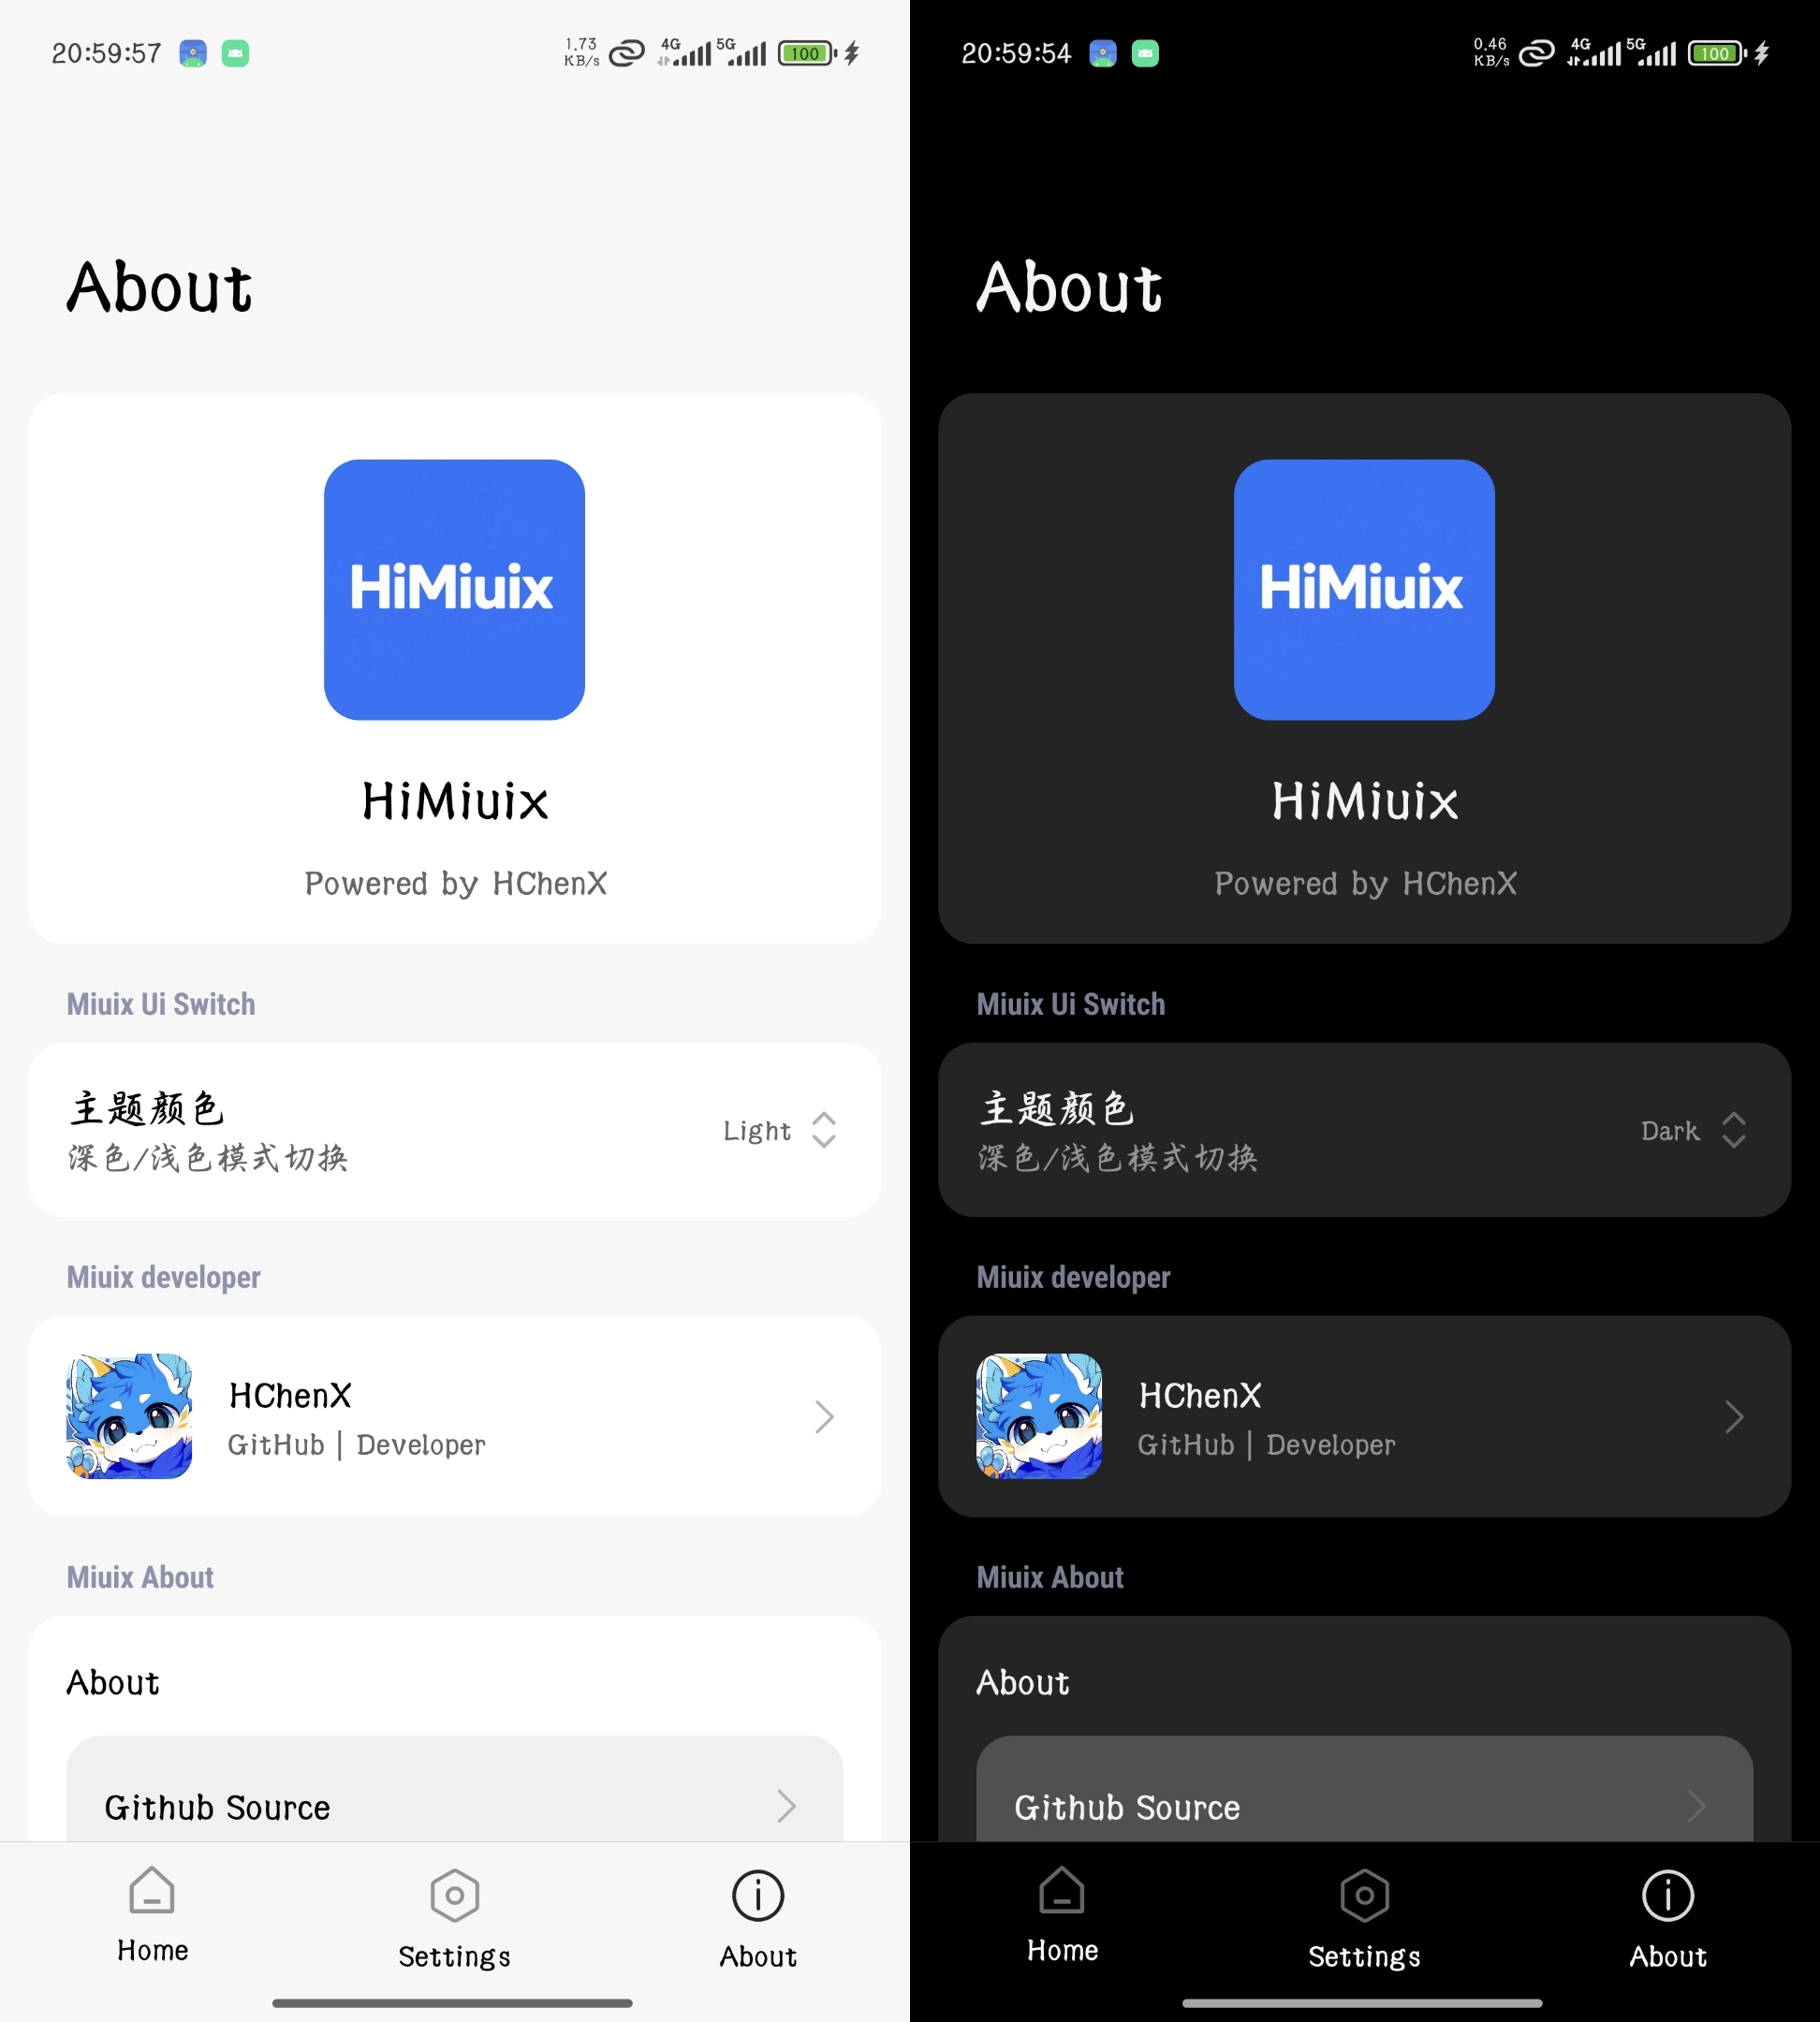 20:59:57
1.73
KB/s
4G
5G
100
About
HiMiuix
HiMiuix
Powered by HChenX
Miuix Ui Switch
主题颜色
深色/浅色模式切换
Light
Miuix developer
HChenX
GitHub | Developer
Miuix About
About
Github Source
Home
Settings
About
20:59:54
0.46
KB/s
4G
5G
100
About
HiMiuix
HiMiuix
Powered by HChenX
Miuix Ui Switch
主题颜色
深色/浅色模式切换
Dark
Miuix developer
HChenX
GitHub | Developer
Miuix About
About
Github Source
Home
Settings
About